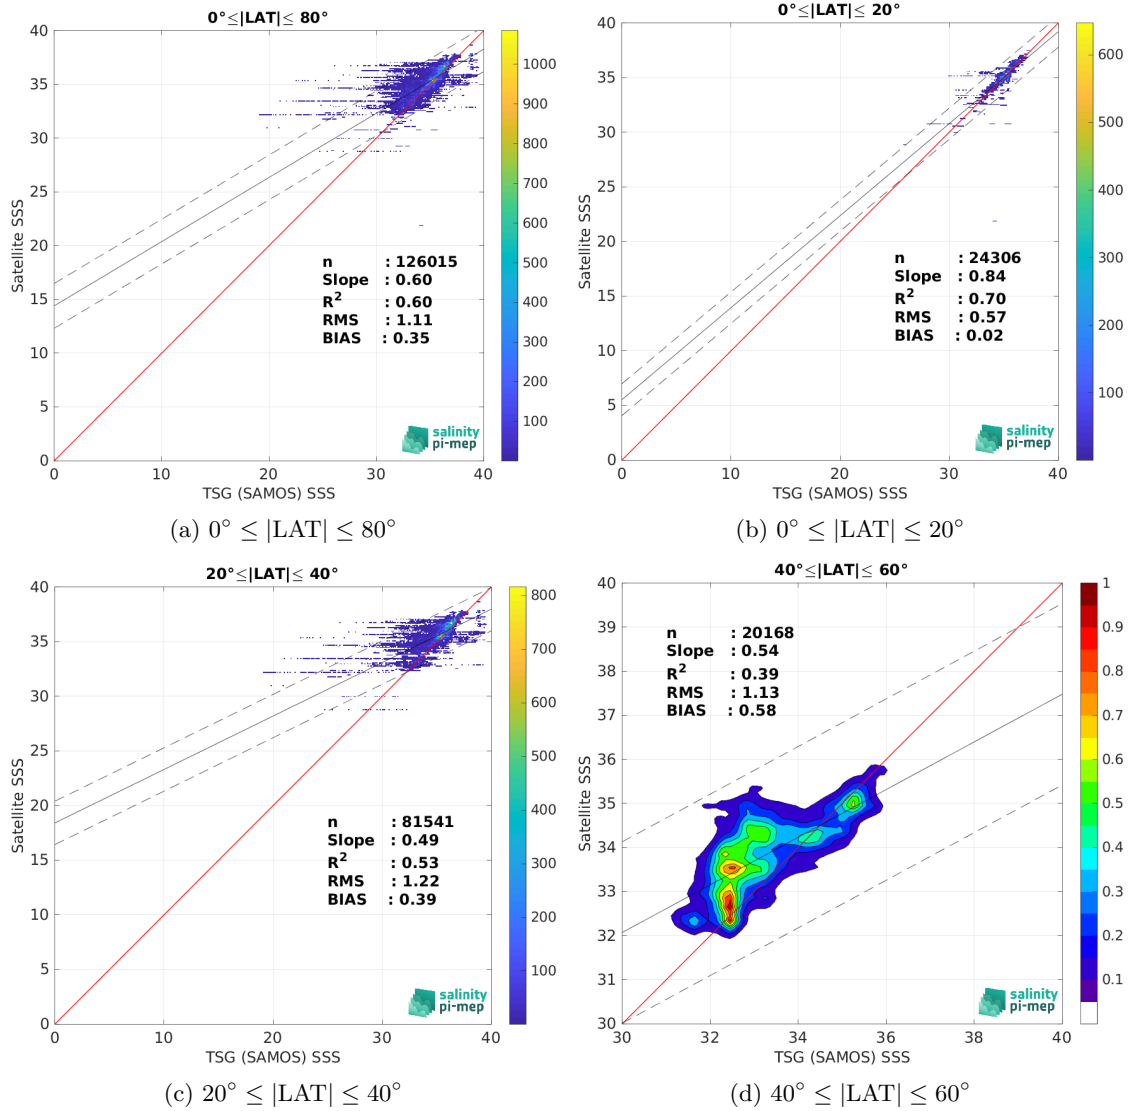 0°≤|LAT|≤ 80°
40
35
30
25
20
15
10
5
0
Satellite SSS
n : 126015
Slope : 0.60
R² : 0.60
RMS : 1.11
BIAS : 0.35
salinity
pi-mep
0 10 20 30 40
TSG (SAMOS) SSS
1000
900
800
700
600
500
400
300
200
100
(a) 0° ≤ |LAT| ≤ 80°
0°≤|LAT|≤ 20°
40
35
30
25
20
15
10
5
0
Satellite SSS
n : 24306
Slope : 0.84
R² : 0.70
RMS : 0.57
BIAS : 0.02
salinity
pi-mep
0 10 20 30 40
TSG (SAMOS) SSS
600
500
400
300
200
100
(b) 0° ≤ |LAT| ≤ 20°
20°≤|LAT|≤ 40°
40
35
30
25
20
15
10
5
0
Satellite SSS
n : 81541
Slope : 0.49
R² : 0.53
RMS : 1.22
BIAS : 0.39
salinity
pi-mep
0 10 20 30 40
TSG (SAMOS) SSS
800
700
600
500
400
300
200
100
(c) 20° ≤ |LAT| ≤ 40°
40°≤|LAT|≤ 60°
40
39
38
37
36
35
34
33
32
31
30
Satellite SSS
n : 20168
Slope : 0.54
R² : 0.39
RMS : 1.13
BIAS : 0.58
salinity
pi-mep
30 32 34 36 38 40
TSG (SAMOS) SSS
1
0.9
0.8
0.7
0.6
0.5
0.4
0.3
0.2
0.1
(d) 40° ≤ |LAT| ≤ 60°